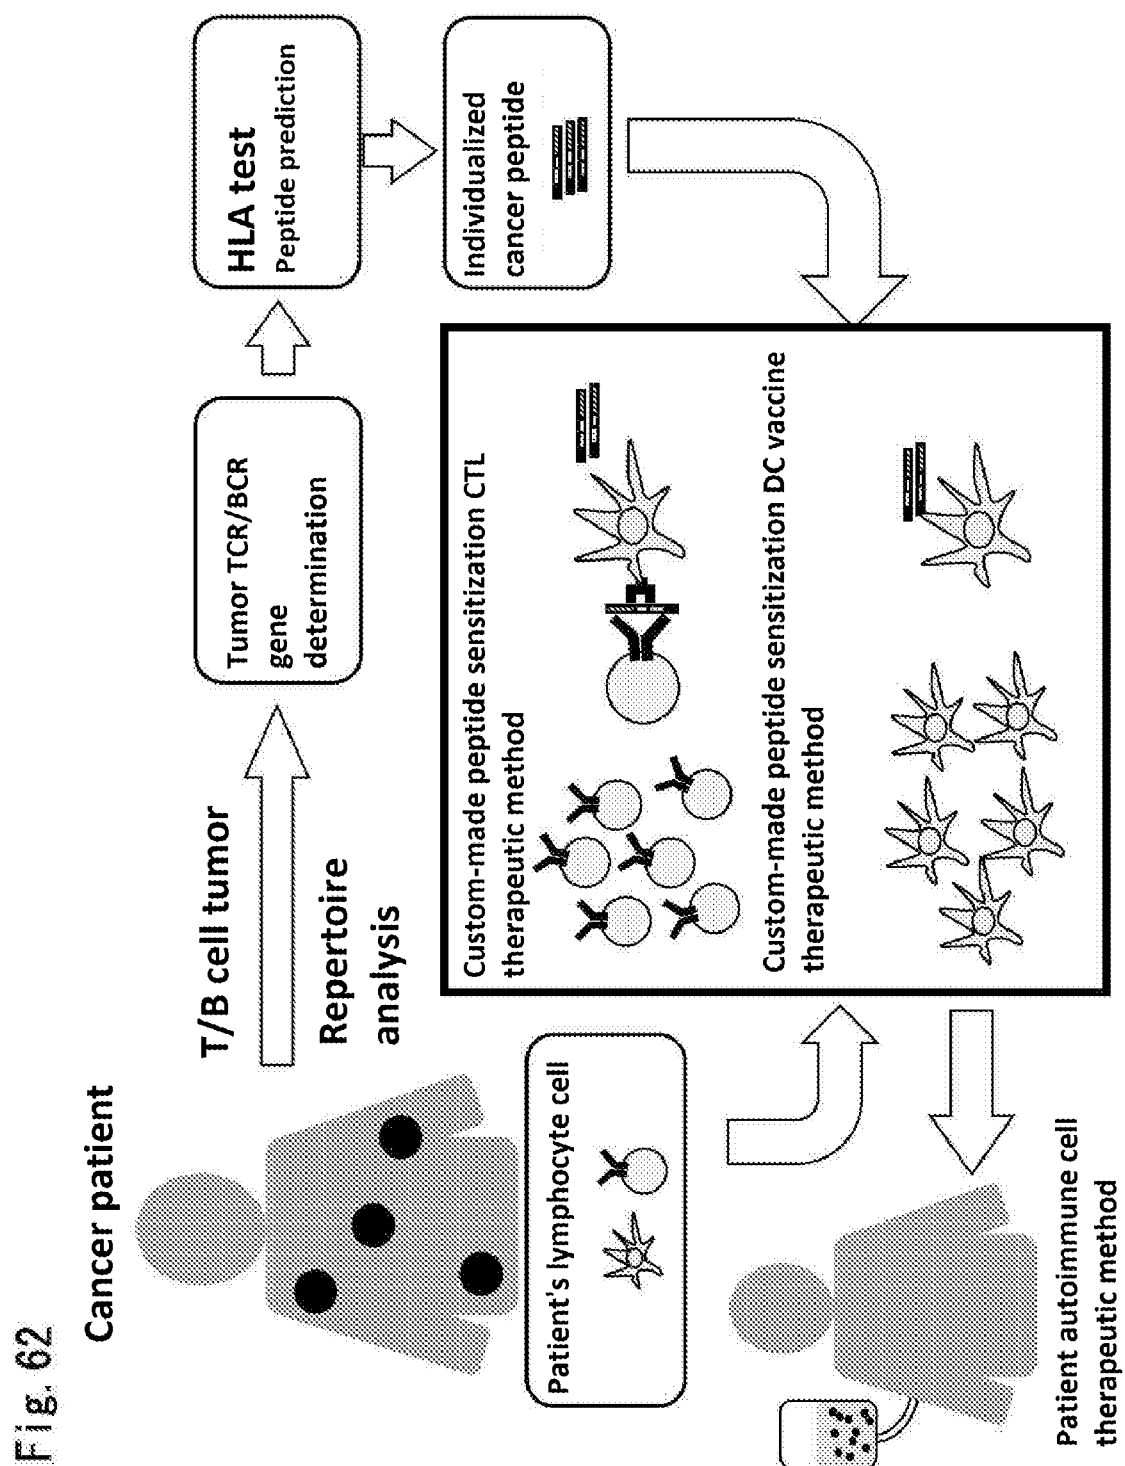 Fig. 62
Cancer patient
T/B cell tumor
Repertoire
analysis
Tumor TCR/BCR
gene
determination
HLA test
Peptide prediction
Individualized
cancer peptide
Patient's lymphocyte cell
Custom-made peptide sensitization CTL
therapeutic method
Custom-made peptide sensitization DC vaccine
therapeutic method
Patient autoimmune cell
therapeutic method